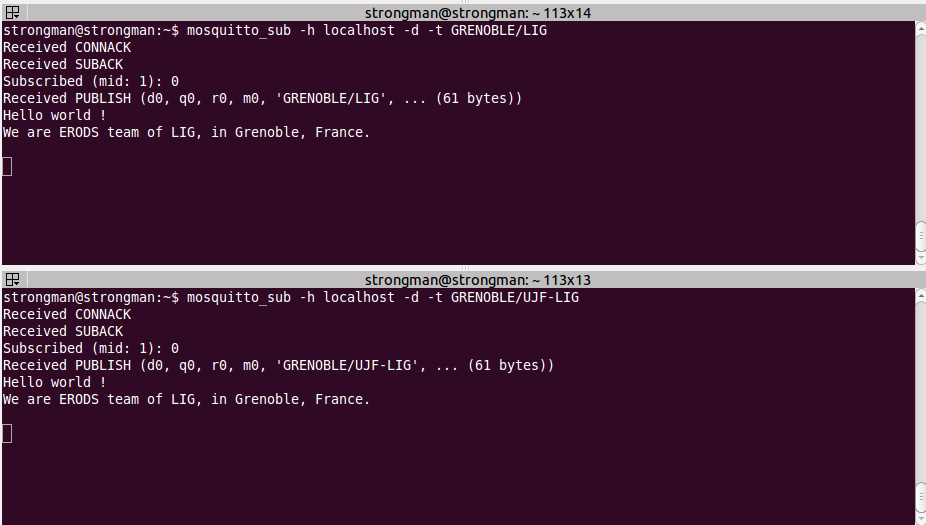 strongman@strongman: ~ 113x14
strongman@strongman:~$ mosquitto_sub -h localhost -d -t GRENOBLE/LIG
Received CONNACK
Received SUBACK
Subscribed (mid: 1): 0
Received PUBLISH (d0, q0, r0, m0, 'GRENOBLE/LIG', ... (61 bytes))
Hello world !
We are ERODS team of LIG, in Grenoble, France.
strongman@strongman: ~ 113x13
strongman@strongman:~$ mosquitto_sub -h localhost -d -t GRENOBLE/UJF-LIG
Received CONNACK
Received SUBACK
Subscribed (mid: 1): 0
Received PUBLISH (d0, q0, r0, m0, 'GRENOBLE/UJF-LIG', ... (61 bytes))
Hello world !
We are ERODS team of LIG, in Grenoble, France.